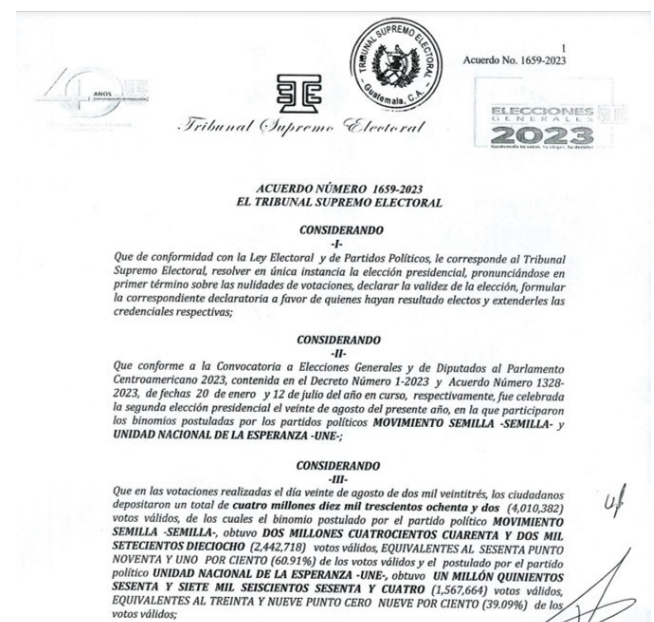 1
Acuerdo No. 1659-2023
TRIBUNAL SUPREMO ELECTORAL
Guatemala, C. A.
AÑOS
ELECCIONES
GENERALES
2023
Tribunal Supremo Electoral
ACUERDO NÚMERO 1659-2023
EL TRIBUNAL SUPREMO ELECTORAL
CONSIDERANDO
-I-
Que de conformidad con la Ley Electoral y de Partidos Políticos, le corresponde al Tribunal
Supremo Electoral, resolver en única instancia la elección presidencial, pronunciándose en
primer término sobre las nulidades de votaciones, declarar la validez de la elección, formular
la correspondiente declaratoria a favor de quienes hayan resultado electos y extenderles las
credenciales respectivas;
CONSIDERANDO
-II-
Que conforme a la Convocatoria a Elecciones Generales y de Diputados al Parlamento
Centroamericano 2023, contenida en el Decreto Número 1-2023 y Acuerdo Número 1328-
2023, de fechas 20 de enero y 12 de julio del año en curso, respectivamente, fue celebrada
la segunda elección presidencial el veinte de agosto del presente año, en la que participaron
los binomios postuladas por los partidos políticos MOVIMIENTO SEMILLA -SEMILLA- y
UNIDAD NACIONAL DE LA ESPERANZA -UNE-;
CONSIDERANDO
-III-
Que en las votaciones realizadas el día veinte de agosto de dos mil veintitrés, los ciudadanos
depositaron un total de cuatro millones diez mil trescientos ochenta y dos (4,010,382)
votos válidos, de los cuales el binomio postulado por el partido político MOVIMIENTO
SEMILLA -SEMILLA-, obtuvo DOS MILLONES CUATROCIENTOS CUARENTA Y DOS MIL
SETECIENTOS DIECIOCHO (2,442,718) votos válidos, EQUIVALENTES AL SESENTA PUNTO
NOVENTA Y UNO POR CIENTO (60.91%) de los votos válidos y el postulado por el partido
político UNIDAD NACIONAL DE LA ESPERANZA -UNE-, obtuvo UN MILLÓN QUINIENTOS
SESENTA Y SIETE MIL SEISCIENTOS SESENTA Y CUATRO (1,567,664) votos válidos,
EQUIVALENTES AL TREINTA Y NUEVE PUNTO CERO NUEVE POR CIENTO (39.09%) de los
votos válidos;